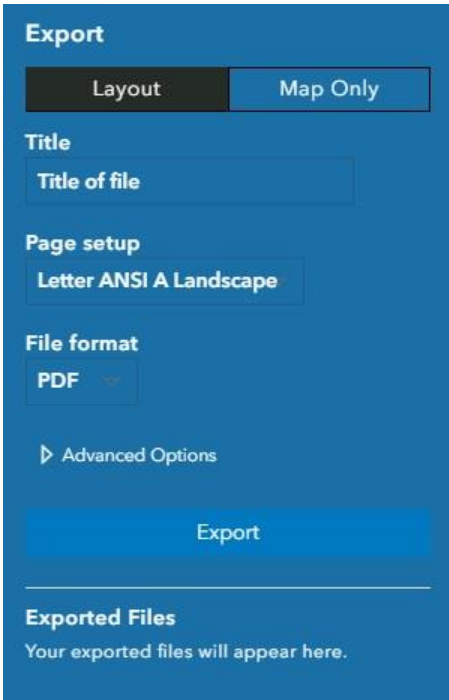 Export
Layout Map Only
Title
Title of file
Page setup
Letter ANSI A Landscape
File format
PDF
Advanced Options
Export
Exported Files
Your exported files will appear here.